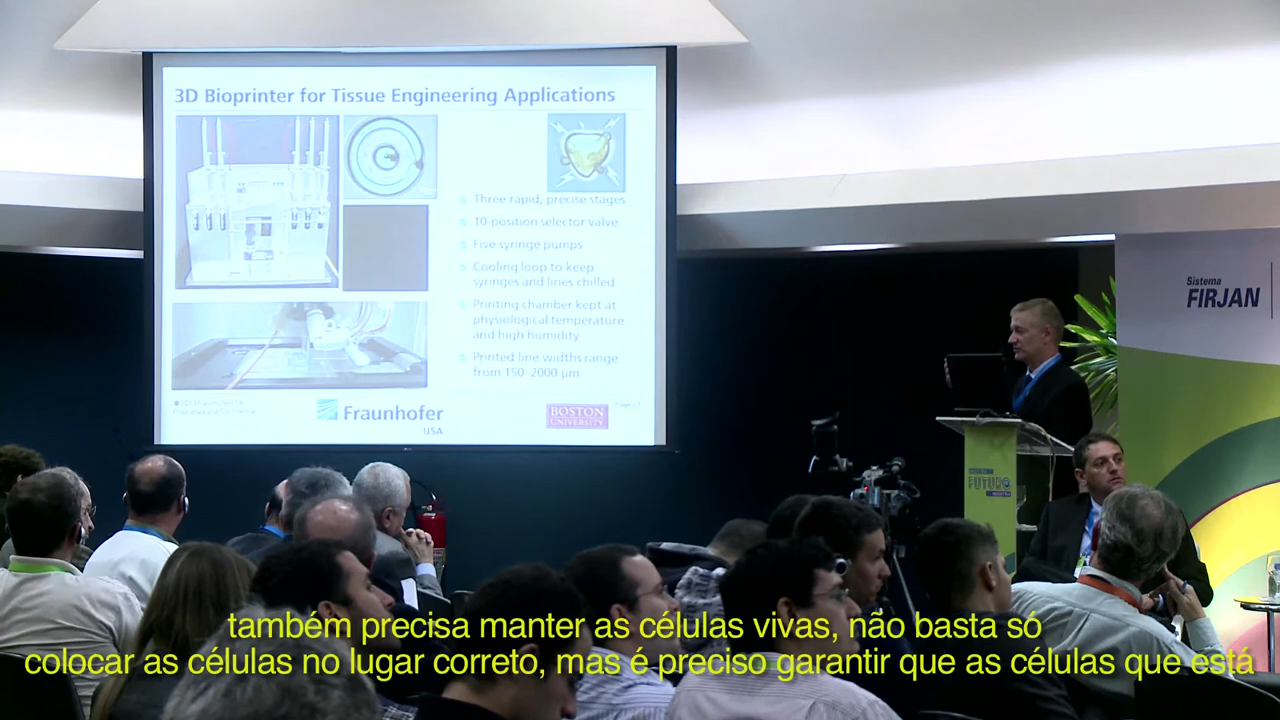 3D Bioprinter for Tissue Engineering Applications
Three rapid, precise stages
10-position selector valve
Five syringe pumps
Cooling loop to keep
syringes and lines chilled
Printing chamber kept at
physiological temperature
and high humidity
Printed line widths range
from 150-2000 µm
Fraunhofer
USA
BOSTON
UNIVERSITY
Sistema
FIRJAN
FUTURO
também precisa manter as células vivas, não basta só
colocar as células no lugar correto, mas é preciso garantir que as células que está